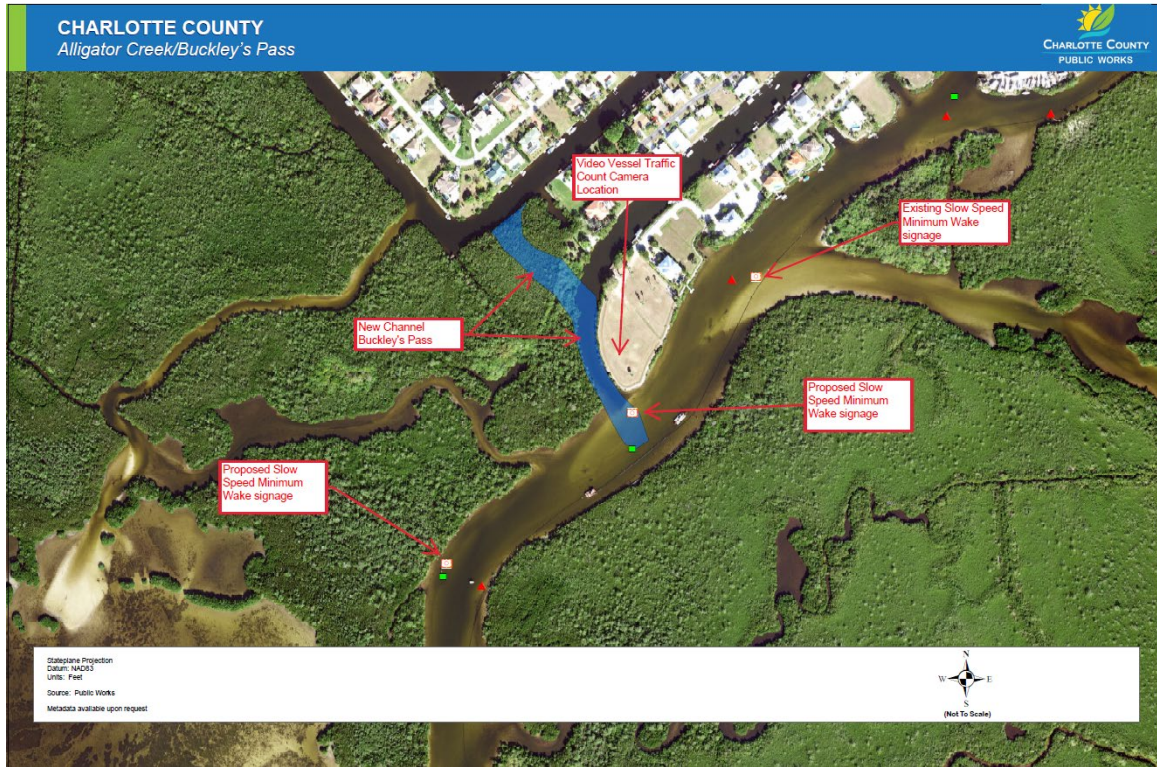 CHARLOTTE COUNTY
Alligator Creek/Buckley's Pass
CHARLOTTE COUNTY
PUBLIC WORKS
Video Vessel Traffic
Count Camera
Location
Existing Slow Speed
Minimum Wake
signage
New Channel
Buckley's Pass
Proposed Slow
Speed Minimum
Wake signage
Proposed Slow
Speed Minimum
Wake signage
Stateplane Projection
Datum: NAD83
Units: Feet
Source: Public Works
Metadata available upon request
N
W E
S
(Not To Scale)